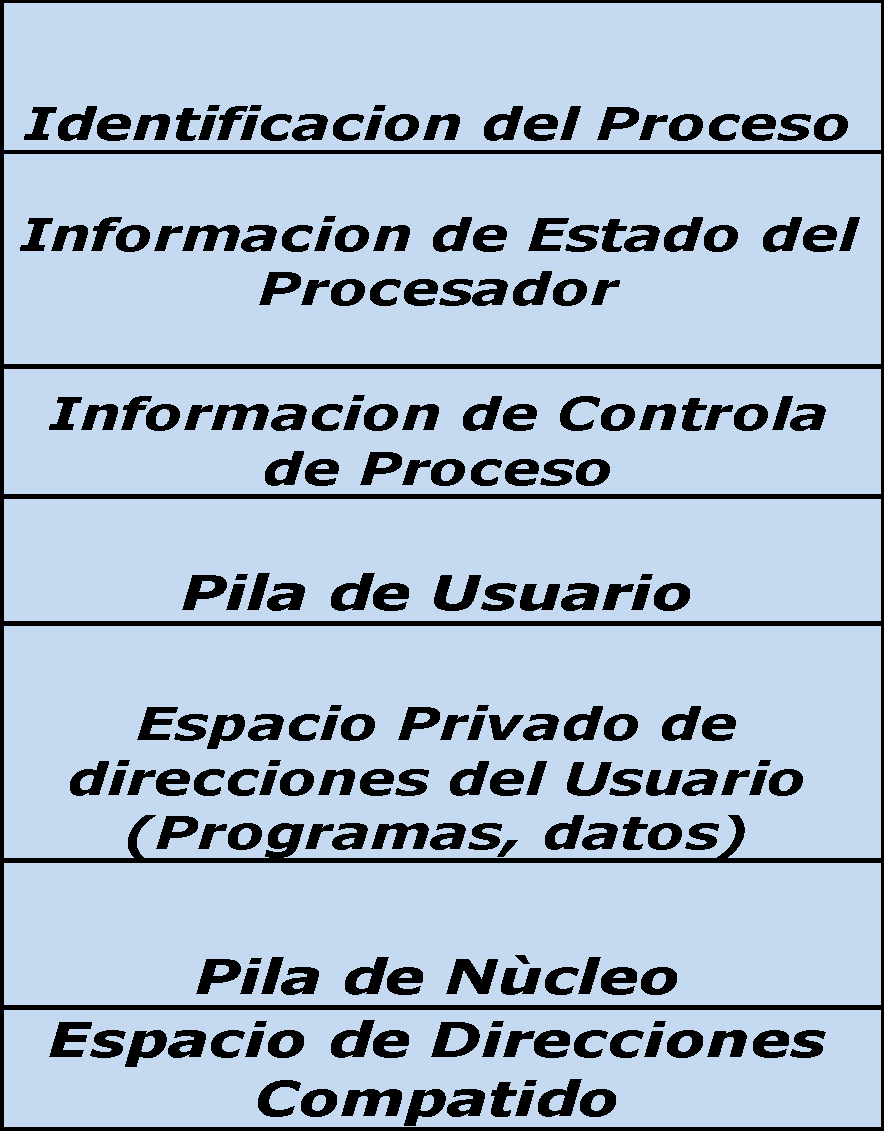 Identificacion del Proceso
Informacion de Estado del
Procesador
Informacion de Controla
de Proceso
Pila de Usuario
Espacio Privado de
direcciones del Usuario
(Programas, datos)
Pila de Nùcleo
Espacio de Direcciones
Compatido